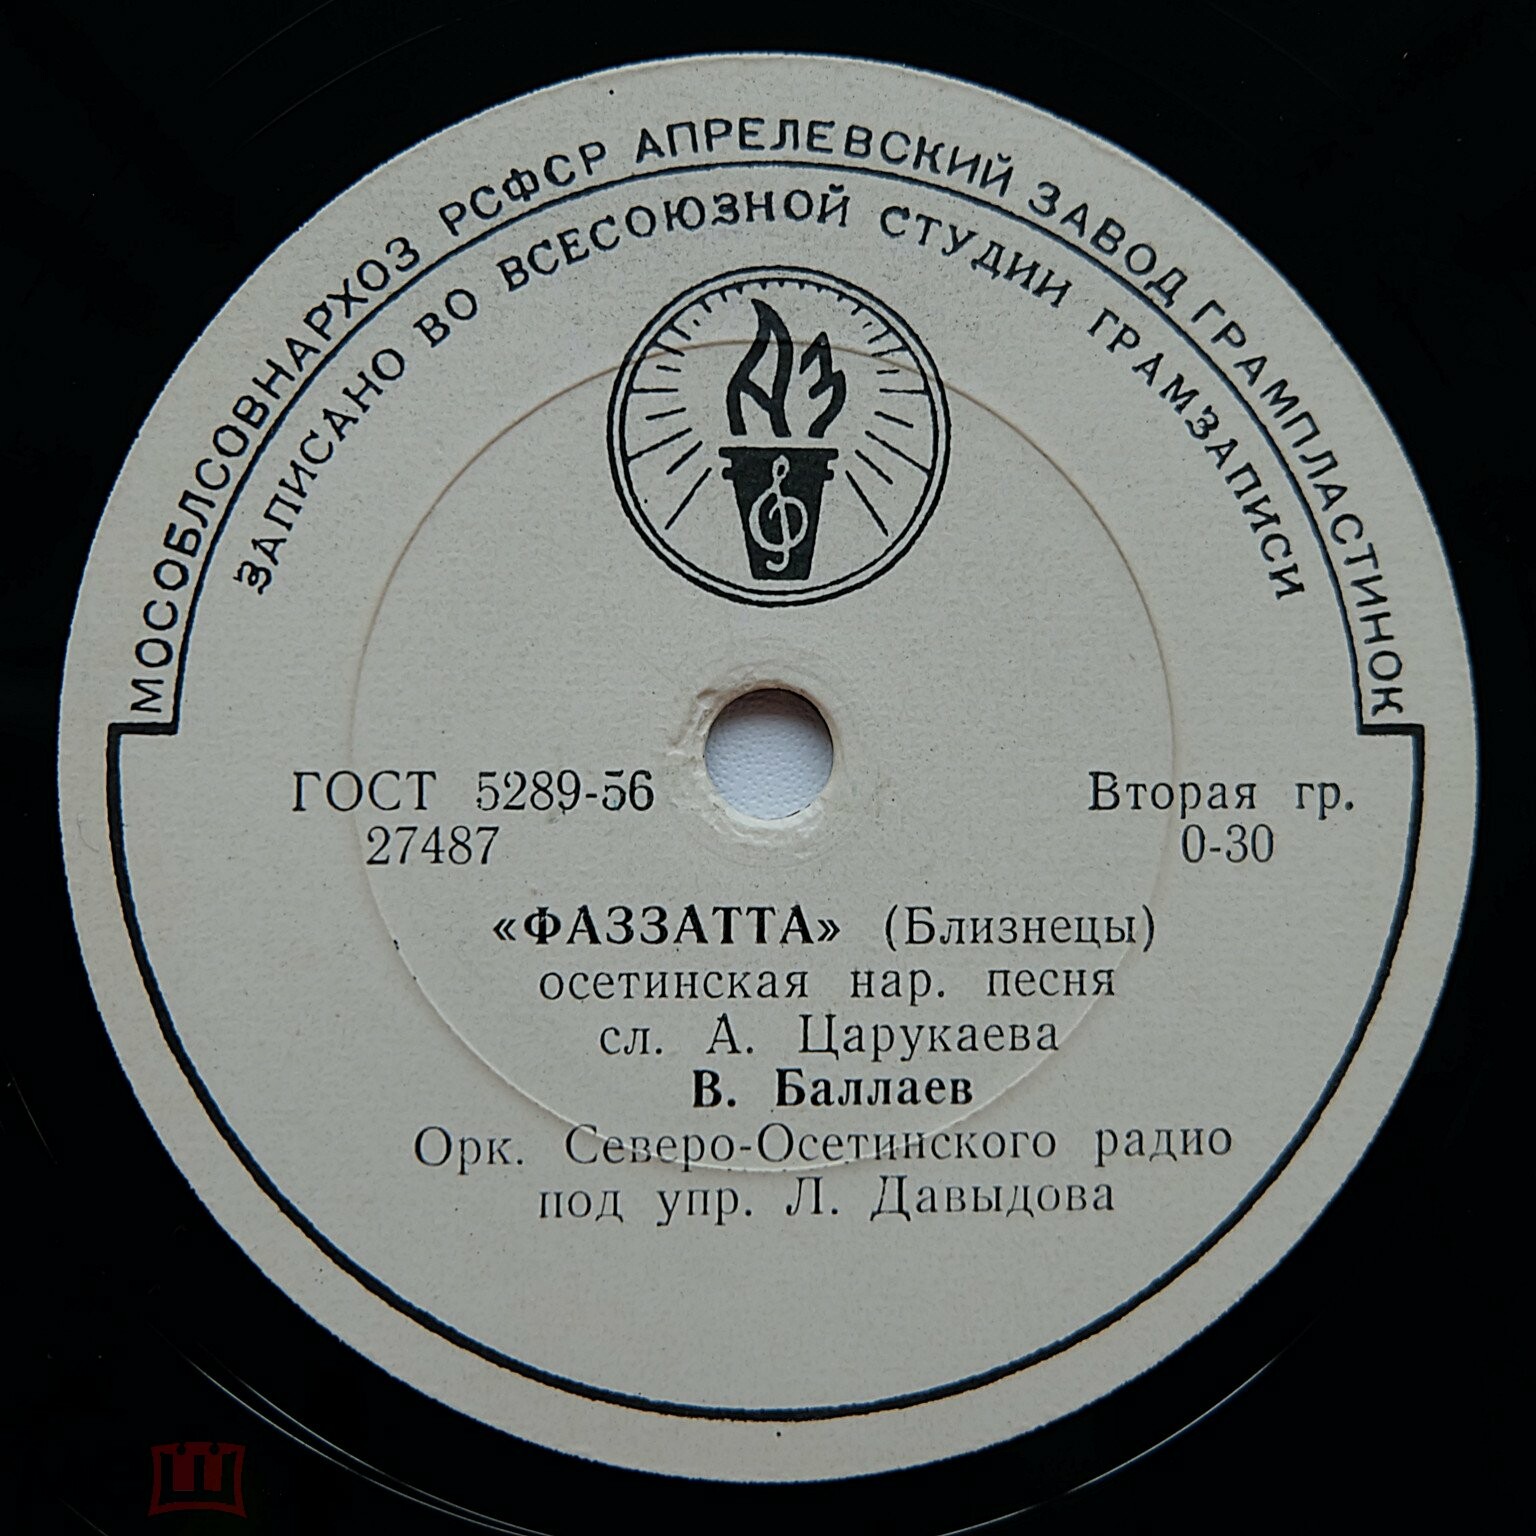 МОСОБЛСОВНАРХОЗ РСФСР АПРЕЛЕВСКИЙ ЗАВОД ГРАМПЛАСТИНОК
ЗАПИСАНО ВО ВСЕСОЮЗНОЙ СТУДИИ ГРАМЗАПИСИ
АЗ
ГОСТ 5289-56
27487
Вторая гр.
0-30
«ФАЗЗАТТА» (Близнецы)
осетинская нар. песня
сл. А. Царукаева
В. Баллаев
Орк. Северо-Осетинского радио
под упр. Л. Давыдова